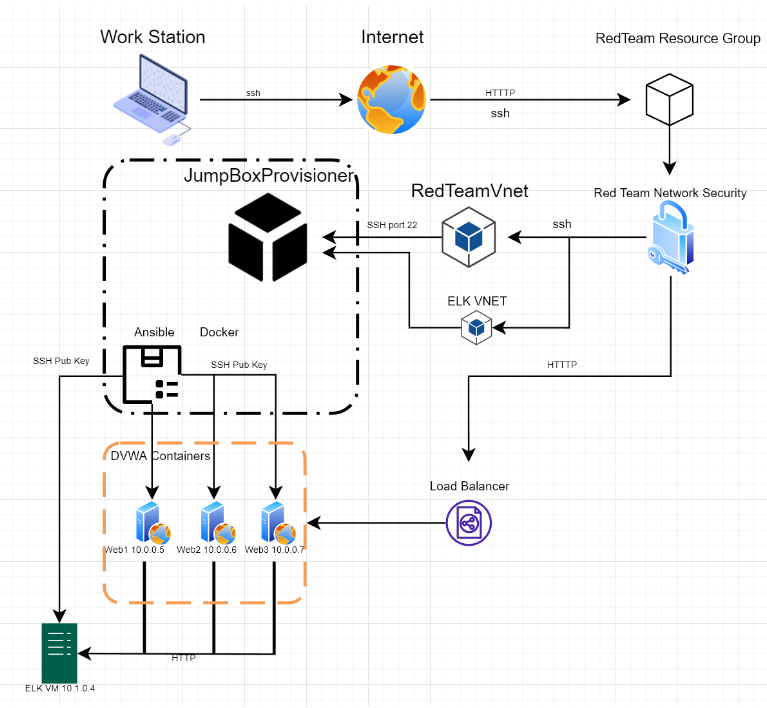 Work Station
Internet
RedTeam Resource Group
ssh
HTTTP
ssh
JumpBoxProvisioner
RedTeamVnet
Red Team Network Security
SSH port 22
ssh
ELK VNET
Ansible
Docker
SSH Pub Key
SSH Pub Key
HTTTP
DVWA Containers
Load Balancer
Web1 10.0.0.5
Web2 10.0.0.6
Web3 10.0.0.7
HTTP
ELK VM 10.1.0.4